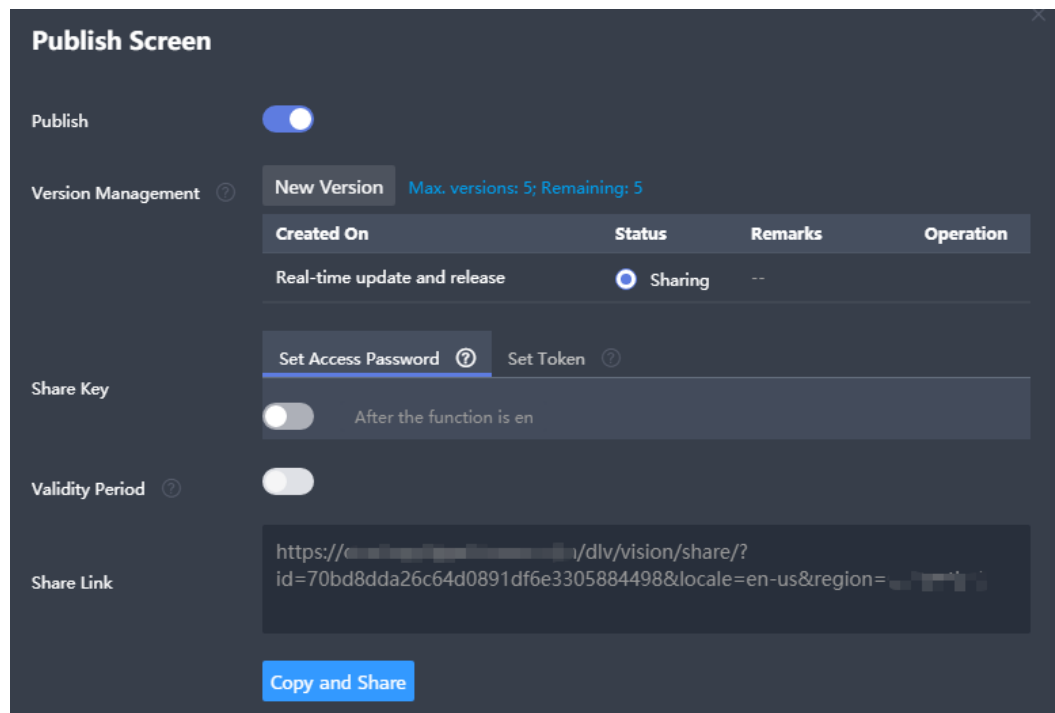 Publish Screen
Publish
Version Management
New Version Max. versions: 5; Remaining: 5
Created On Status Remarks Operation
Real-time update and release Sharing --
Set Access Password Set Token
Share Key
After the function is en
Validity Period
https:// /dlv/vision/share/?
Share Link
id=70bd8dda26c64d0891df6e3305884498&locale=en-us&region=
Copy and Share